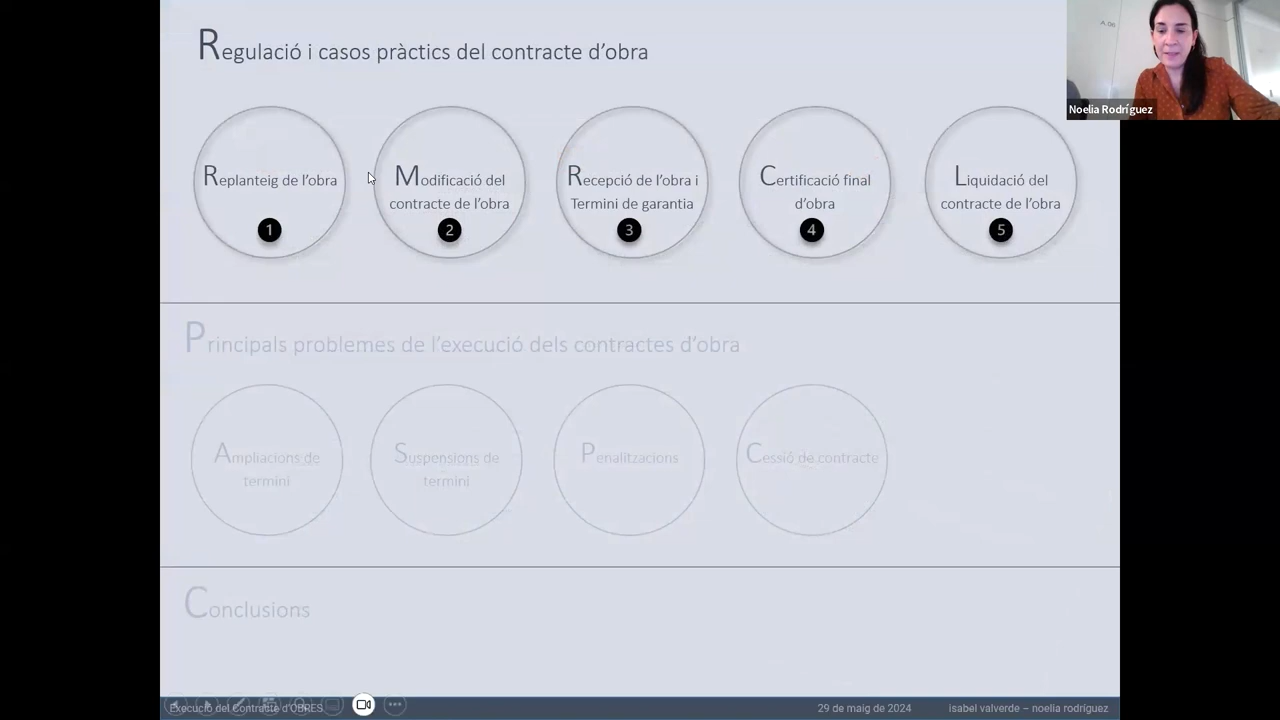 Regulació i casos pràctics del contracte d'obra
A.06
Noelia Rodríguez
Replanteig de l'obra
1
Modificació del
contracte de l'obra
2
Recepció de l'obra i
Termini de garantia
3
Certificació final
d'obra
4
Liquidació del
contracte de l'obra
5
Principals problemes de l'execució dels contractes d'obra
Ampliacions de
termini
Suspensions de
termini
Penalitzacions
Cessió de contracte
Conclusions
Execució del Contracte d'OBRES
29 de maig de 2024
isabel valverde – noelia rodríguez